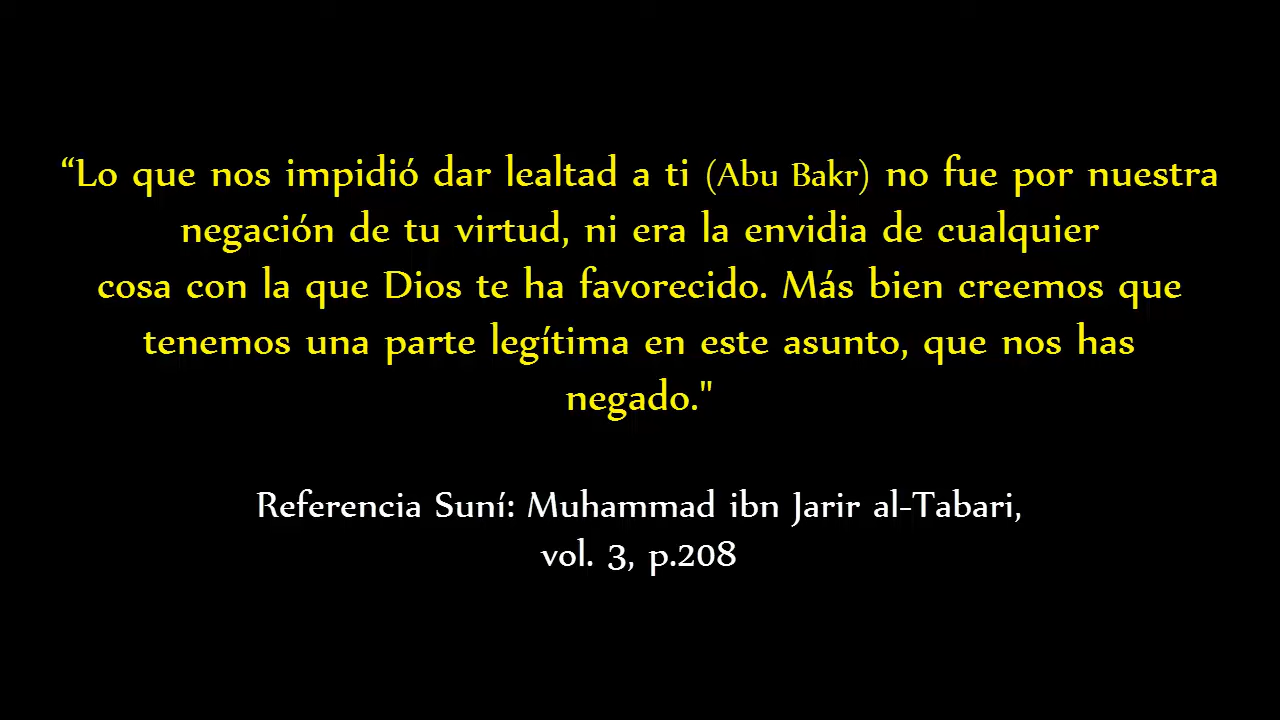 “Lo que nos impidió dar lealtad a ti (Abu Bakr) no fue por nuestra
negación de tu virtud, ni era la envidia de cualquier
cosa con la que Dios te ha favorecido. Más bien creemos que
tenemos una parte legítima en este asunto, que nos has
negado."
Referencia Suní: Muhammad ibn Jarir al-Tabari,
vol. 3, p.208